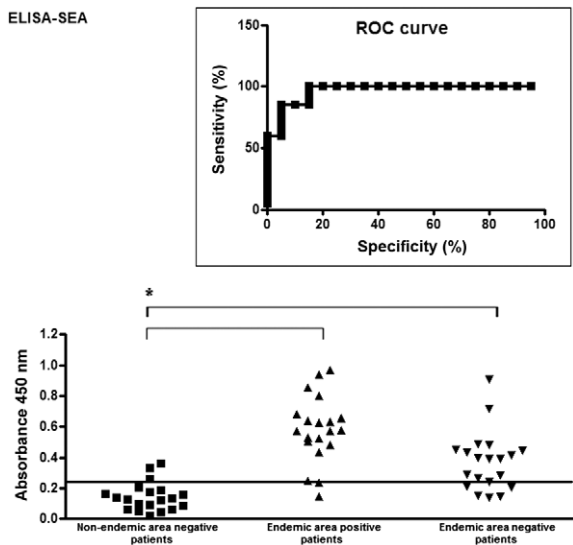 ELISA-SEA
ROC curve
150
100
50
0
Sensitivity (%)
0 20 40 60 80 100
Specificity (%)
*
1.2
1.0
0.8
0.6
0.4
0.2
0.0
Absorbance 450 nm
Non-endemic area negative
patients
Endemic area positive
patients
Endemic area negative
patients